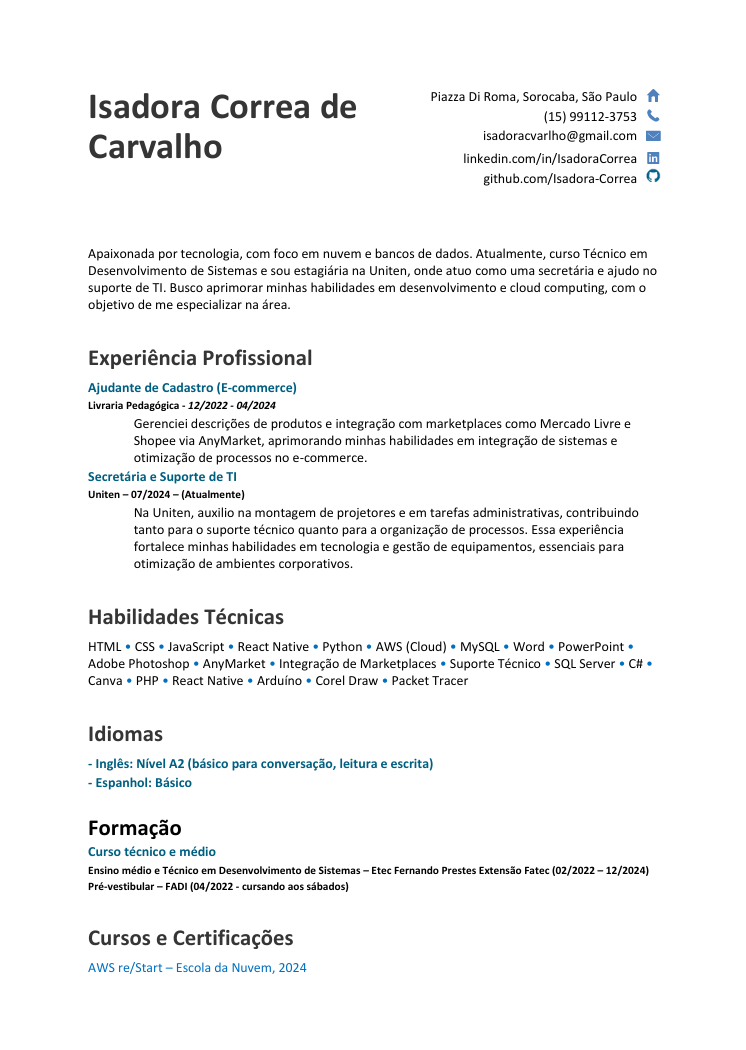 Isadora Correa de
Carvalho
Piazza Di Roma, Sorocaba, São Paulo
(15) 99112-3753
isadoracvarlho@gmail.com
linkedin.com/in/IsadoraCorrea
github.com/Isadora-Correa
Apaixonada por tecnologia, com foco em nuvem e bancos de dados. Atualmente, curso Técnico em
Desenvolvimento de Sistemas e sou estagiária na Uniten, onde atuo como uma secretária e ajudo no
suporte de TI. Busco aprimorar minhas habilidades em desenvolvimento e cloud computing, com o
objetivo de me especializar na área.
Experiência Profissional
Ajudante de Cadastro (E-commerce)
Livraria Pedagógica - 12/2022 - 04/2024
Gerenciei descrições de produtos e integração com marketplaces como Mercado Livre e
Shopee via AnyMarket, aprimorando minhas habilidades em integração de sistemas e
otimização de processos no e-commerce.
Secretária e Suporte de TI
Uniten – 07/2024 – (Atualmente)
Na Uniten, auxilio na montagem de projetores e em tarefas administrativas, contribuindo
tanto para o suporte técnico quanto para a organização de processos. Essa experiência
fortalece minhas habilidades em tecnologia e gestão de equipamentos, essenciais para
otimização de ambientes corporativos.
Habilidades Técnicas
HTML • CSS • JavaScript • React Native • Python • AWS (Cloud) • MySQL • Word • PowerPoint •
Adobe Photoshop • AnyMarket • Integração de Marketplaces • Suporte Técnico • SQL Server • C# •
Canva • PHP • React Native • Arduíno • Corel Draw • Packet Tracer
Idiomas
- Inglês: Nível A2 (básico para conversação, leitura e escrita)
- Espanhol: Básico
Formação
Curso técnico e médio
Ensino médio e Técnico em Desenvolvimento de Sistemas – Etec Fernando Prestes Extensão Fatec (02/2022 – 12/2024)
Pré-vestibular – FADI (04/2022 - cursando aos sábados)
Cursos e Certificações
AWS re/Start – Escola da Nuvem, 2024